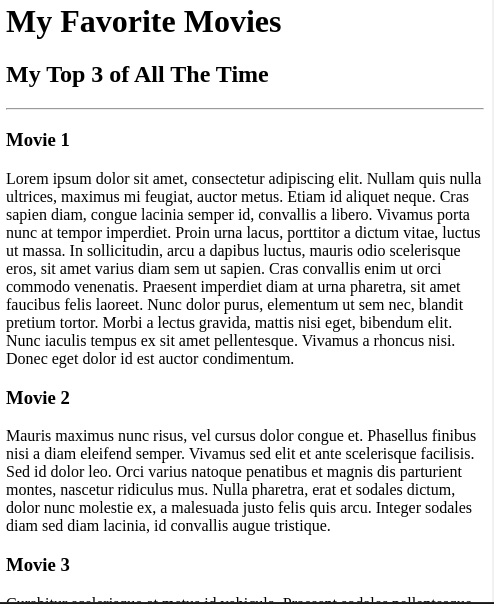 My Favorite Movies
My Top 3 of All The Time
Movie 1
Lorem ipsum dolor sit amet, consectetur adipiscing elit. Nullam quis nulla
ultrices, maximus mi feugiat, auctor metus. Etiam id aliquet neque. Cras
sapien diam, congue lacinia semper id, convallis a libero. Vivamus porta
nunc at tempor imperdiet. Proin urna lacus, porttitor a dictum vitae, luctus
ut massa. In sollicitudin, arcu a dapibus luctus, mauris odio scelerisque
eros, sit amet varius diam sem ut sapien. Cras convallis enim ut orci
commodo venenatis. Praesent imperdiet diam at urna pharetra, sit amet
faucibus felis laoreet. Nunc dolor purus, elementum ut sem nec, blandit
pretium tortor. Morbi a lectus gravida, mattis nisi eget, bibendum elit.
Nunc iaculis tempus ex sit amet pellentesque. Vivamus a rhoncus nisi.
Donec eget dolor id est auctor condimentum.
Movie 2
Mauris maximus nunc risus, vel cursus dolor congue et. Phasellus finibus
nisi a diam eleifend semper. Vivamus sed elit et ante scelerisque facilisis.
Sed id dolor leo. Orci varius natoque penatibus et magnis dis parturient
montes, nascetur ridiculus mus. Nulla pharetra, erat et sodales dictum,
dolor nunc molestie ex, a malesuada justo felis quis arcu. Integer sodales
diam sed diam lacinia, id convallis augue tristique.
Movie 3